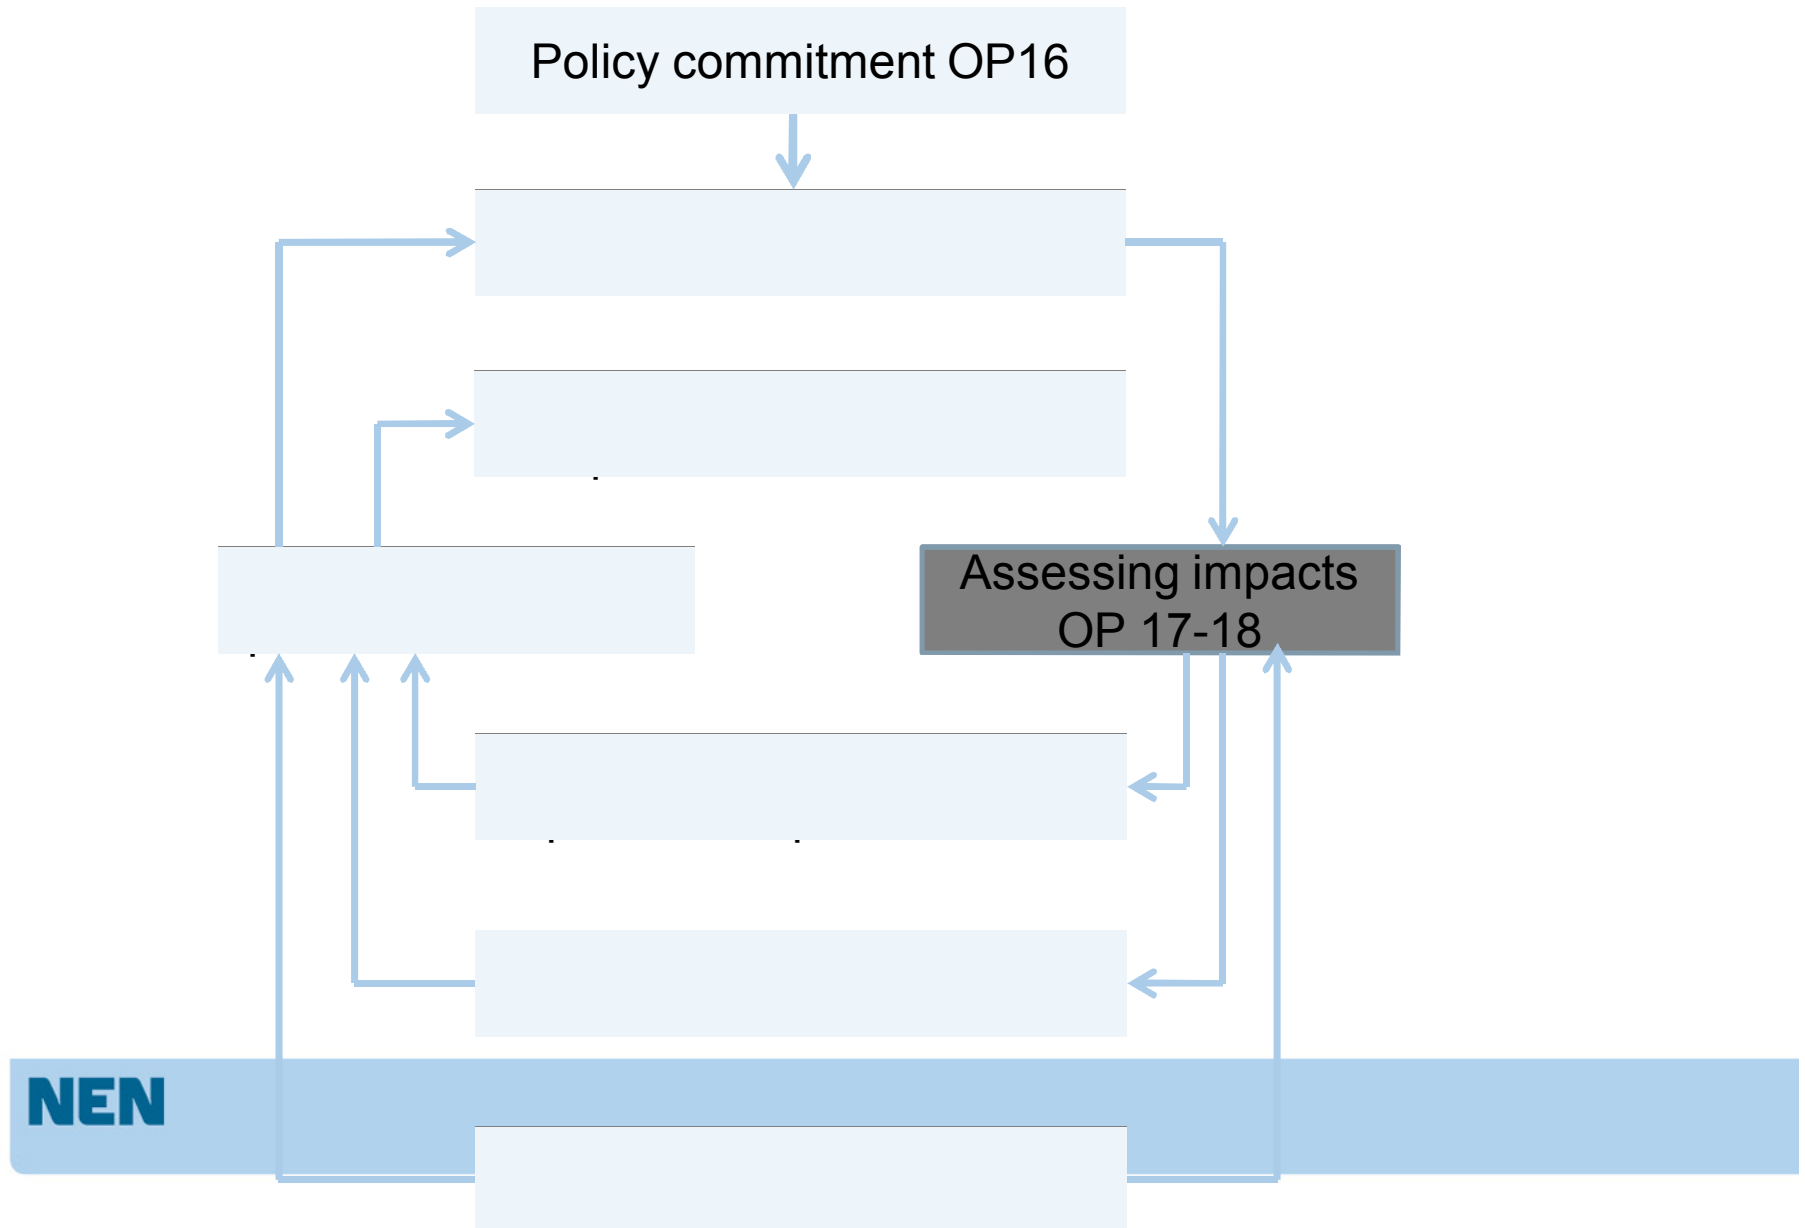 Policy commitment OP16
Assessing impacts
OP 17-18
NEN